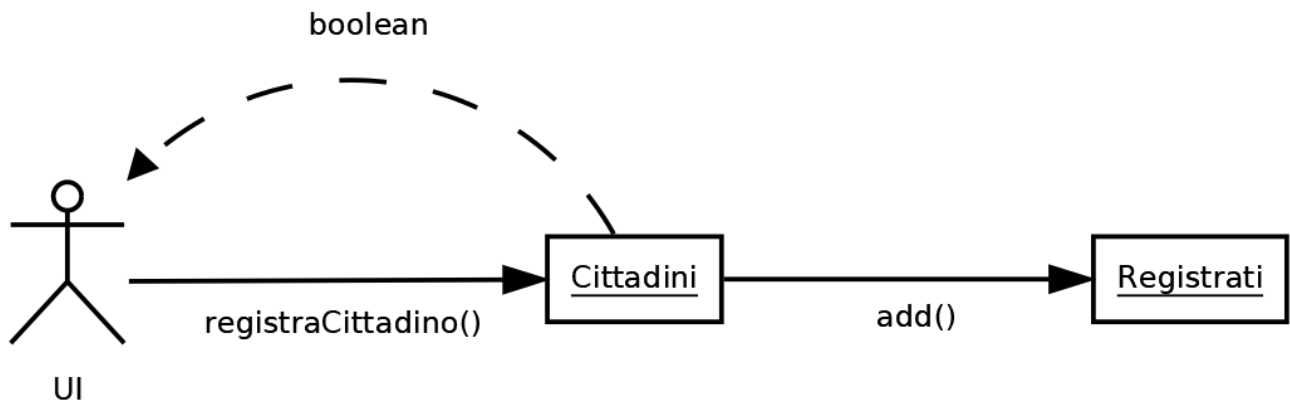 boolean
Cittadini
Registrati
registraCittadino()
add()
UI